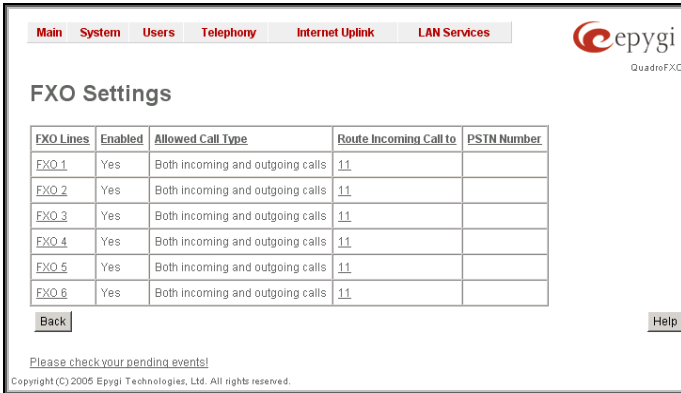 Main System Users Telephony Internet Uplink LAN Services
epygi
QuadroFXO
FXO Settings
FXO Lines Enabled Allowed Call Type Route Incoming Call to PSTN Number
FXO 1 Yes Both incoming and outgoing calls 11
FXO 2 Yes Both incoming and outgoing calls 11
FXO 3 Yes Both incoming and outgoing calls 11
FXO 4 Yes Both incoming and outgoing calls 11
FXO 5 Yes Both incoming and outgoing calls 11
FXO 6 Yes Both incoming and outgoing calls 11
Back Help
Please check your pending events!
Copyright (C) 2005 Epygi Technologies, Ltd. All rights reserved.